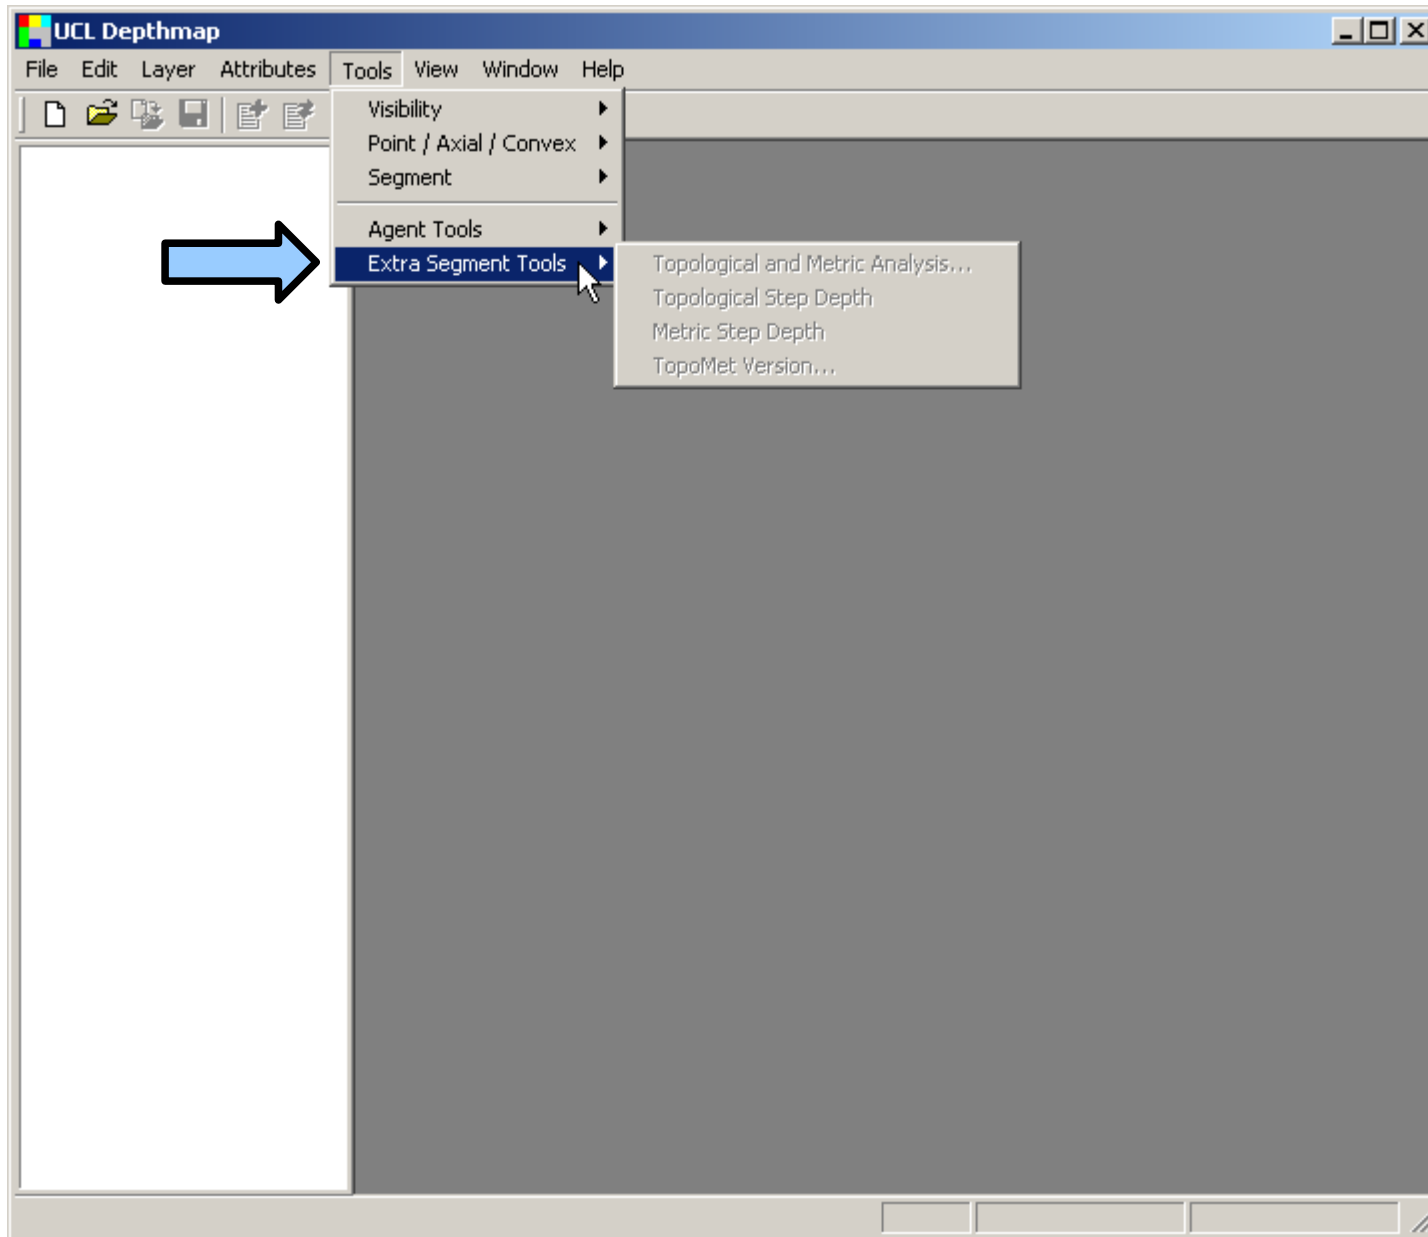 UCL Depthmap
File Edit Layer Attributes Tools View Window Help
Visibility
Point / Axial / Convex
Segment
Agent Tools
Extra Segment Tools
Topological and Metric Analysis...
Topological Step Depth
Metric Step Depth
TopoMet Version...